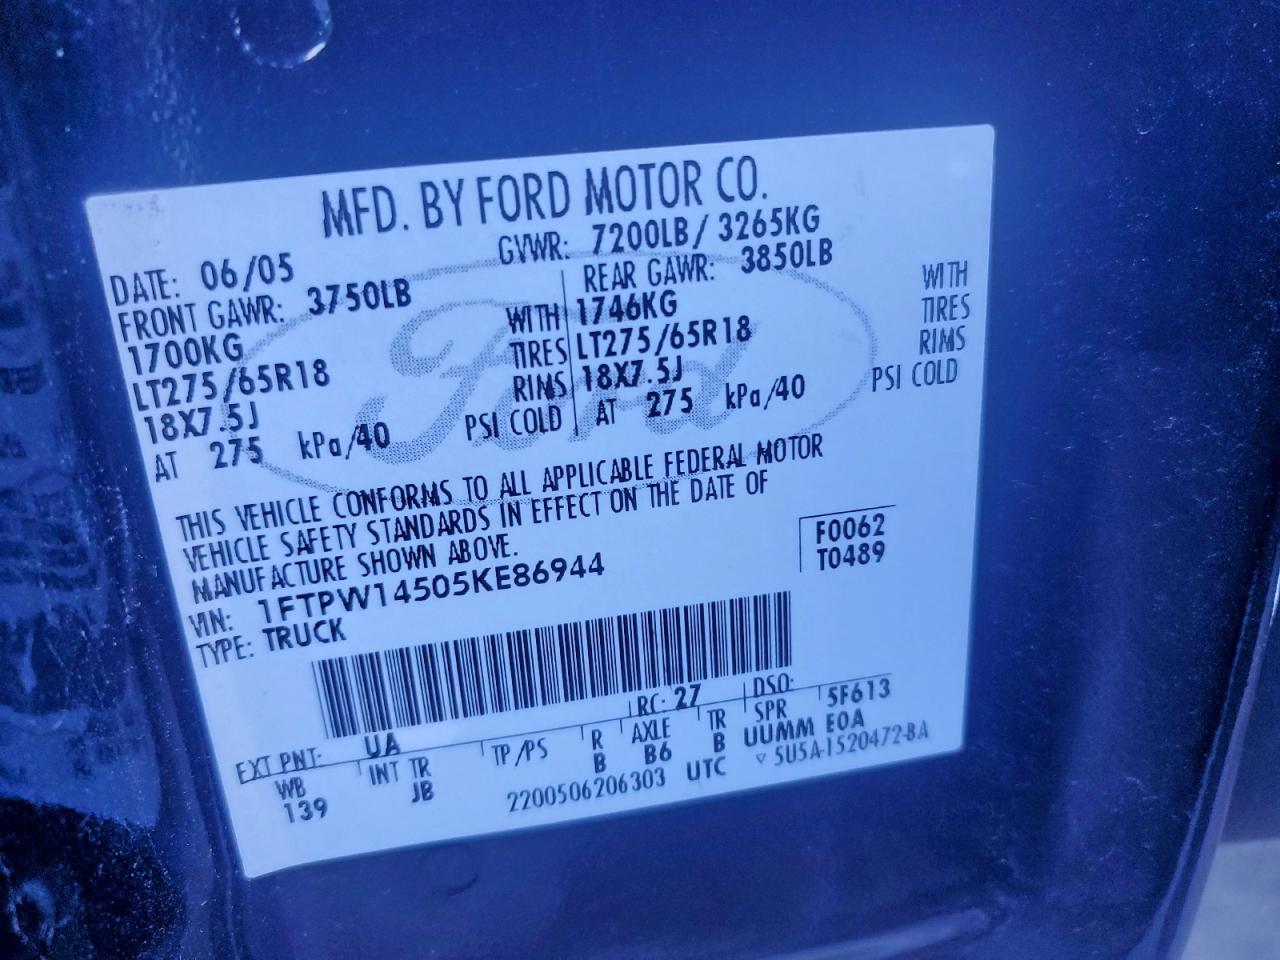 MFD. BY FORD MOTOR CO.
DATE: 06/05 GVWR: 7200LB/ 3265KG
FRONT GAWR: 3750LB REAR GAWR: 3850LB
1700KG WITH 1746KG WITH
LT275/65R18 TIRES LT275/65R18 TIRES
18X7.5J RIMS 18X7.5J RIMS
AT 275 kPa/40 PSI COLD AT 275 kPa/40 PSI COLD
Ford
THIS VEHICLE CONFORMS TO ALL APPLICABLE FEDERAL MOTOR
VEHICLE SAFETY STANDARDS IN EFFECT ON THE DATE OF
MANUFACTURE SHOWN ABOVE.
F0062
T0489
VIN: 1FTPW14505KE86944
TYPE: TRUCK
EXT PNT: UA RC: 27 DSO:
WB INT TR TP/PS R AXLE TR SPR 5F613
139 JB B B6 B UUMM EOA
2200506206303 UTC ▽ 5U5A-1520472-BA